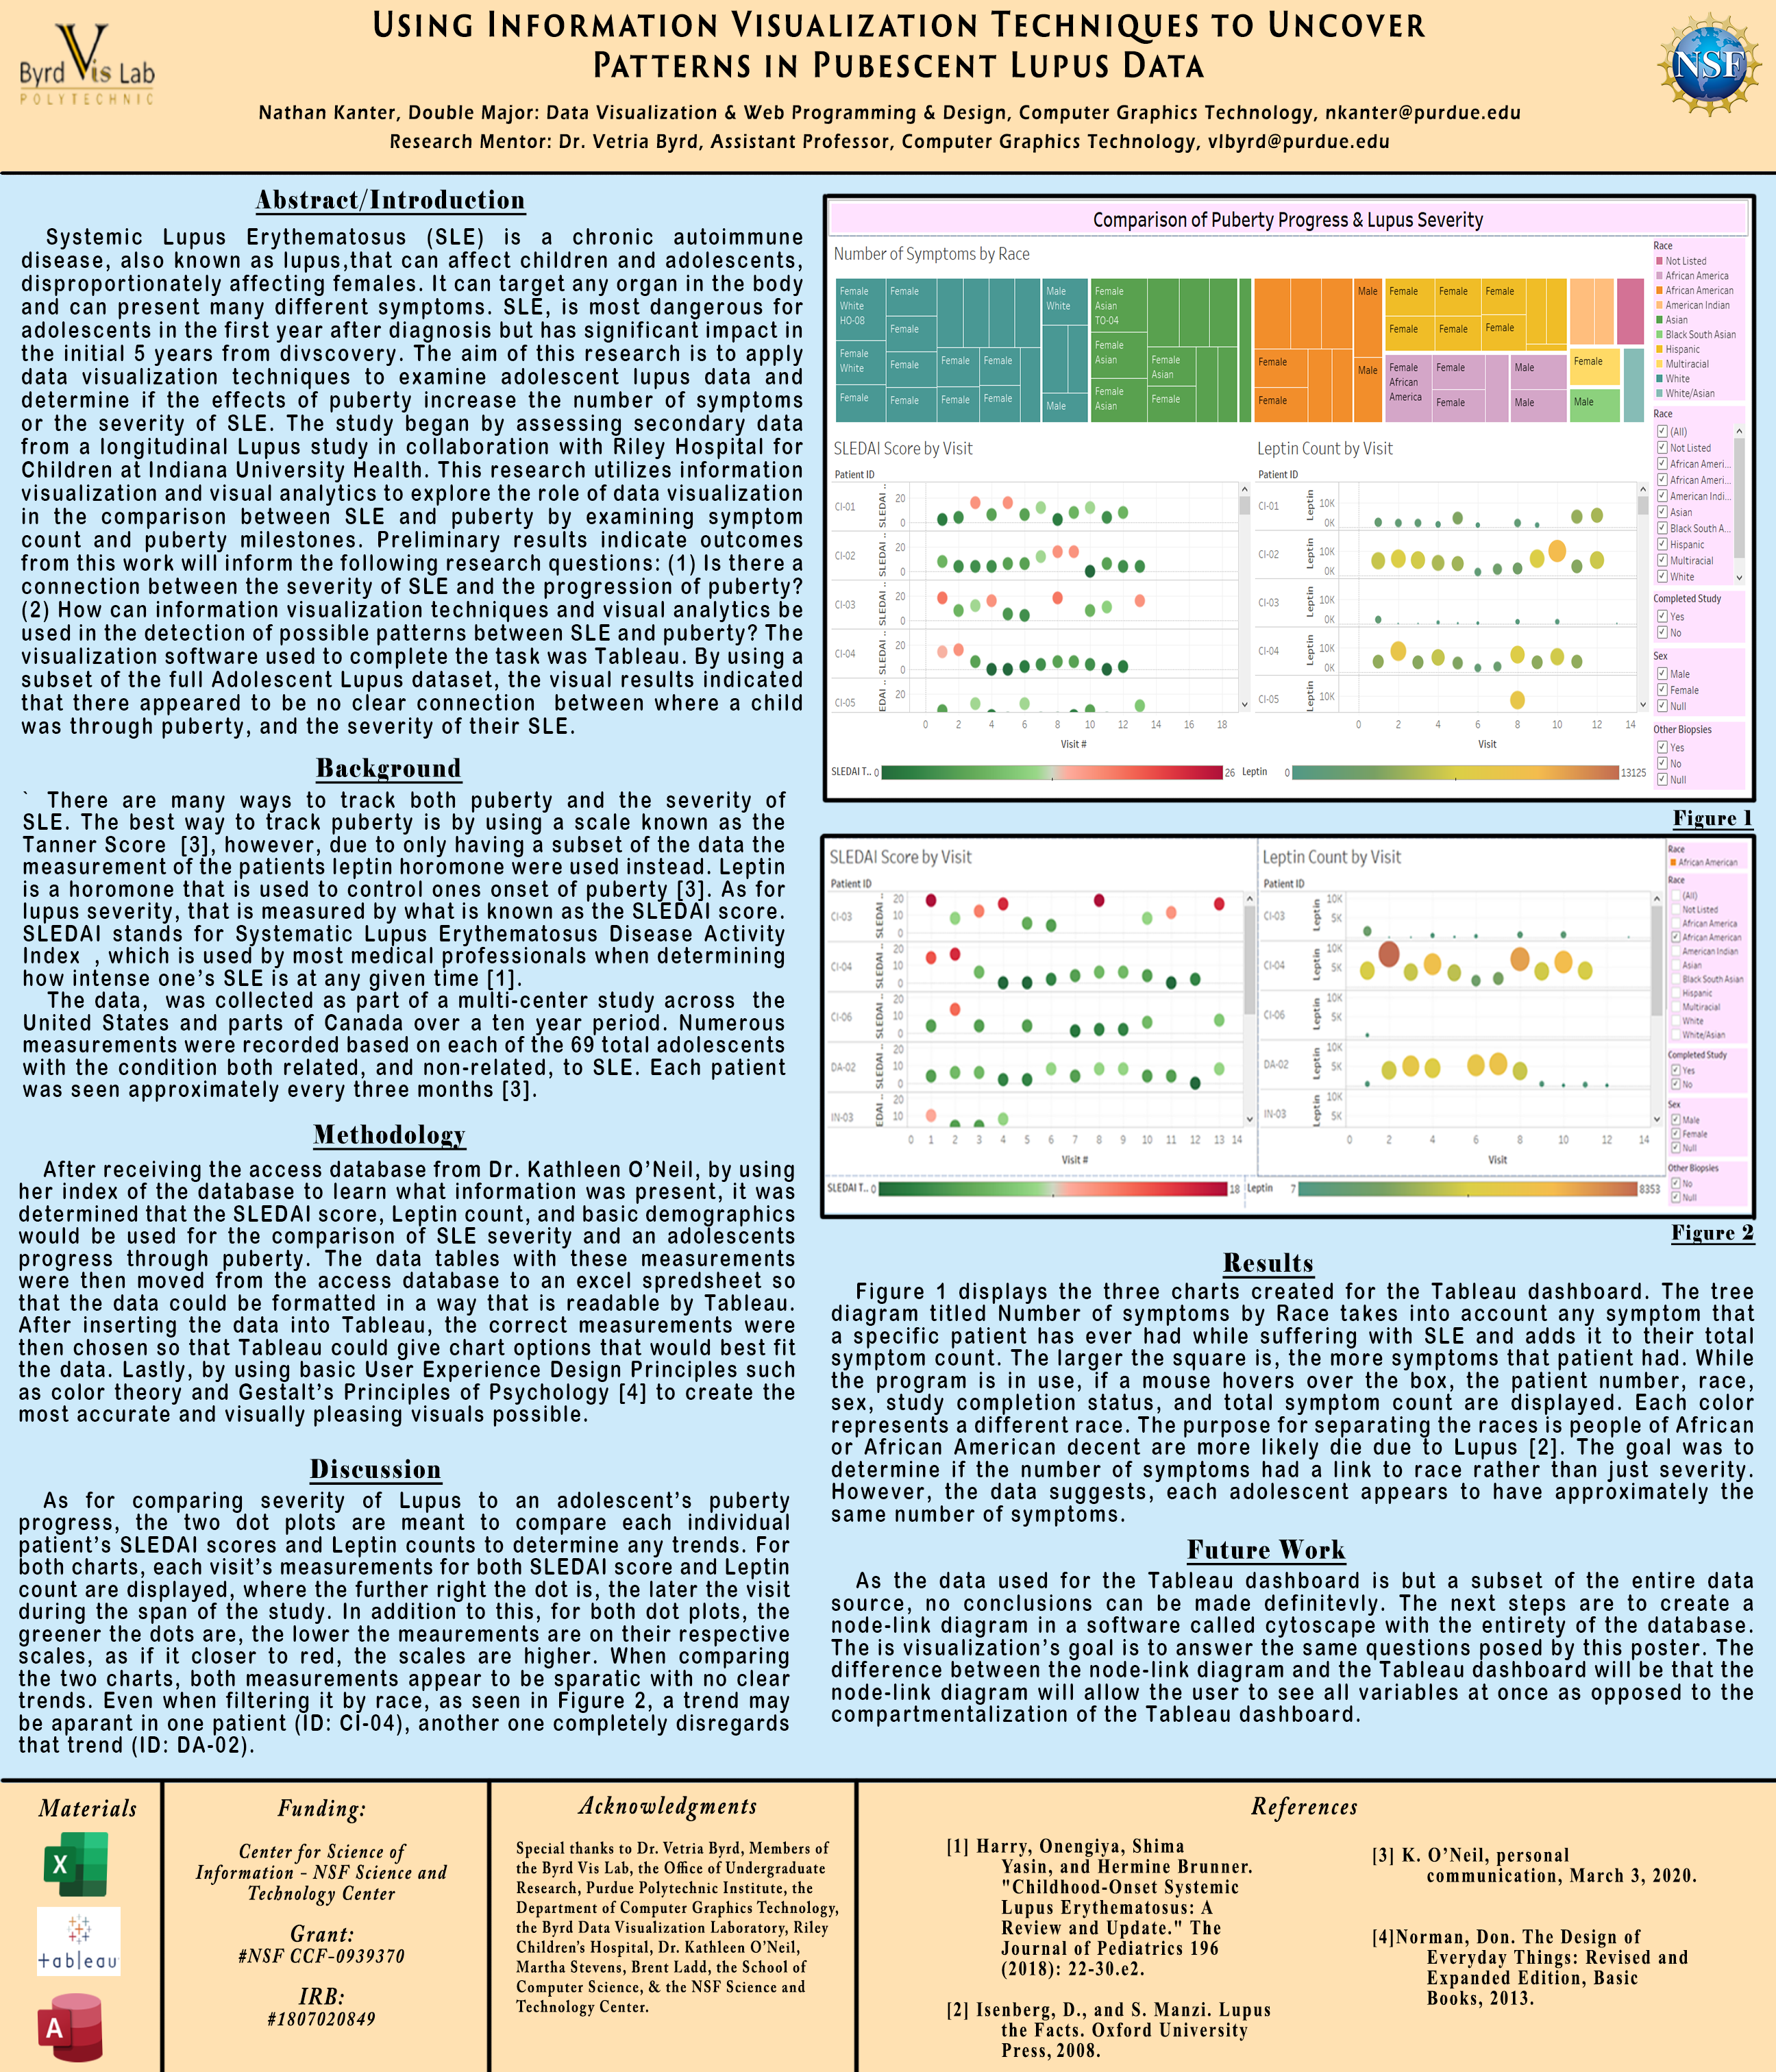 Byrd Vis Lab
POLYTECHNIC
USING INFORMATION VISUALIZATION TECHNIQUES TO UNCOVER
PATTERNS IN PUBESCENT LUPUS DATA
Nathan Kanter, Double Major: Data Visualization & Web Programming & Design, Computer Graphics Technology, nkanter@purdue.edu
Research Mentor: Dr. Vetria Byrd, Assistant Professor, Computer Graphics Technology, vlbyrd@purdue.edu
NSF
Abstract/Introduction
Systemic Lupus Erythematosus (SLE) is a chronic autoimmune
disease, also known as lupus,that can affect children and adolescents,
disproportionately affecting females. It can target any organ in the body
and can present many different symptoms. SLE, is most dangerous for
adolescents in the first year after diagnosis but has significant impact in
the initial 5 years from divscovery. The aim of this research is to apply
data visualization techniques to examine adolescent lupus data and
determine if the effects of puberty increase the number of symptoms
or the severity of SLE. The study began by assessing secondary data
from a longitudinal Lupus study in collaboration with Riley Hospital for
Children at Indiana University Health. This research utilizes information
visualization and visual analytics to explore the role of data visualization
in the comparison between SLE and puberty by examining symptom
count and puberty milestones. Preliminary results indicate outcomes
from this work will inform the following research questions: (1) Is there a
connection between the severity of SLE and the progression of puberty?
(2) How can information visualization techniques and visual analytics be
used in the detection of possible patterns between SLE and puberty? The
visualization software used to complete the task was Tableau. By using a
subset of the full Adolescent Lupus dataset, the visual results indicated
that there appeared to be no clear connection between where a child
was through puberty, and the severity of their SLE.
Background
` There are many ways to track both puberty and the severity of
SLE. The best way to track puberty is by using a scale known as the
Tanner Score [3], however, due to only having a subset of the data the
measurement of the patients leptin horomone were used instead. Leptin
is a horomone that is used to control ones onset of puberty [3]. As for
lupus severity, that is measured by what is known as the SLEDAI score.
SLEDAI stands for Systematic Lupus Erythematosus Disease Activity
Index , which is used by most medical professionals when determining
how intense one's SLE is at any given time [1].
The data, was collected as part of a multi-center study across the
United States and parts of Canada over a ten year period. Numerous
measurements were recorded based on each of the 69 total adolescents
with the condition both related, and non-related, to SLE. Each patient
was seen approximately every three months [3].
Methodology
After receiving the access database from Dr. Kathleen O'Neil, by using
her index of the database to learn what information was present, it was
determined that the SLEDAI score, Leptin count, and basic demographics
would be used for the comparison of SLE severity and an adolescents
progress through puberty. The data tables with these measurements
were then moved from the access database to an excel spredsheet so
that the data could be formatted in a way that is readable by Tableau.
After inserting the data into Tableau, the correct measurements were
then chosen so that Tableau could give chart options that would best fit
the data. Lastly, by using basic User Experience Design Principles such
as color theory and Gestalt's Principles of Psychology [4] to create the
most accurate and visually pleasing visuals possible.
Discussion
As for comparing severity of Lupus to an adolescent's puberty
progress, the two dot plots are meant to compare each individual
patient's SLEDAI scores and Leptin counts to determine any trends. For
both charts, each visit's measurements for both SLEDAI score and Leptin
count are displayed, where the further right the dot is, the later the visit
during the span of the study. In addition to this, for both dot plots, the
greener the dots are, the lower the meaurements are on their respective
scales, as if it closer to red, the scales are higher. When comparing
the two charts, both measurements appear to be sparatic with no clear
trends. Even when filtering it by race, as seen in Figure 2, a trend may
be aparant in one patient (ID: CI-04), another one completely disregards
that trend (ID: DA-02).
Comparison of Puberty Progress & Lupus Severity
Number of Symptoms by Race
Female White HO-08
Female White
Female
Female
Female
Female
Female
Female
Female
Female
Female
Male White
Male
Female Asian TO-04
Female Asian
Female Asian
Female Asian
Female
Female
Female
Male
Male
Female
Female
Female
Female
Female
Female
Female African America
Female
Female
Male
Male
Female
Male
Race
Not Listed
African America
African American
American Indian
Asian
Black South Asian
Hispanic
Multiracial
White
White/Asian
Race
(All)
Not Listed
African Ameri...
African Ameri...
American Indi...
Asian
Black South A...
Hispanic
Multiracial
White
Completed Study
Yes
No
Sex
Male
Female
Null
Other Biopsies
Yes
No
Null
SLEDAI Score by Visit
Patient ID
CI-01 SLEDAI .. 20 0
CI-02 SLEDAI .. 20 0
CI-03 SLEDAI .. 20 0
CI-04 SLEDAI .. 20 0
CI-05 EDAI .. 20
0 2 4 6 8 10 12 14 16 18
Visit #
SLEDAI T.. 0 26
Leptin Count by Visit
Patient ID
CI-01 Leptin 10K 0K
CI-02 Leptin 10K 0K
CI-03 Leptin 10K 0K
CI-04 Leptin 10K 0K
CI-05 Leptin 10K
0 2 4 6 8 10 12 14
Visit
Leptin 0 13125
Figure 1
SLEDAI Score by Visit
Patient ID
CI-03 SLEDAI .. 20 10 0
CI-04 SLEDAI .. 20 10 0
CI-06 SLEDAI .. 20 10 0
DA-02 SLEDAI .. 20 10 0
IN-03 EDAI .. 20 10
0 1 2 3 4 5 6 7 8 9 10 11 12 13 14
Visit #
SLEDAI T.. 0 18
Leptin Count by Visit
Patient ID
CI-03 Leptin 10K 5K
CI-04 Leptin 10K 5K
CI-06 Leptin 10K 5K
DA-02 Leptin 10K 5K
IN-03 Leptin 10K 5K
0 2 4 6 8 10 12 14
Visit
Leptin 7 8353
Race
African American
Race
(All)
Not Listed
African America
African American
American Indian
Asian
Black South Asian
Hispanic
Multiracial
White
White/Asian
Completed Study
Yes
No
Sex
Male
Female
Null
Other Biopsies
No
Null
Figure 2
Results
Figure 1 displays the three charts created for the Tableau dashboard. The tree
diagram titled Number of symptoms by Race takes into account any symptom that
a specific patient has ever had while suffering with SLE and adds it to their total
symptom count. The larger the square is, the more symptoms that patient had. While
the program is in use, if a mouse hovers over the box, the patient number, race,
sex, study completion status, and total symptom count are displayed. Each color
represents a different race. The purpose for separating the races is people of African
or African American decent are more likely die due to Lupus [2]. The goal was to
determine if the number of symptoms had a link to race rather than just severity.
However, the data suggests, each adolescent appears to have approximately the
same number of symptoms.
Future Work
As the data used for the Tableau dashboard is but a subset of the entire data
source, no conclusions can be made definitevly. The next steps are to create a
node-link diagram in a software called cytoscape with the entirety of the database.
The is visualization's goal is to answer the same questions posed by this poster. The
difference between the node-link diagram and the Tableau dashboard will be that the
node-link diagram will allow the user to see all variables at once as opposed to the
compartmentalization of the Tableau dashboard.
Materials
X
+ableau
A
Funding:
Center for Science of
Information - NSF Science and
Technology Center
Grant:
#NSF CCF-0939370
IRB:
#1807020849
Acknowledgments
Special thanks to Dr. Vetria Byrd, Members of
the Byrd Vis Lab, the Office of Undergraduate
Research, Purdue Polytechnic Institute, the
Department of Computer Graphics Technology,
the Byrd Data Visualization Laboratory, Riley
Children's Hospital, Dr. Kathleen O'Neil,
Martha Stevens, Brent Ladd, the School of
Computer Science, & the NSF Science and
Technology Center.
References
[1] Harry, Onengiya, Shima
Yasin, and Hermine Brunner.
"Childhood-Onset Systemic
Lupus Erythematosus: A
Review and Update." The
Journal of Pediatrics 196
(2018): 22-30.e2.
[2] Isenberg, D., and S. Manzi. Lupus
the Facts. Oxford University
Press, 2008.
[3] K. O'Neil, personal
communication, March 3, 2020.
[4]Norman, Don. The Design of
Everyday Things: Revised and
Expanded Edition, Basic
Books, 2013.